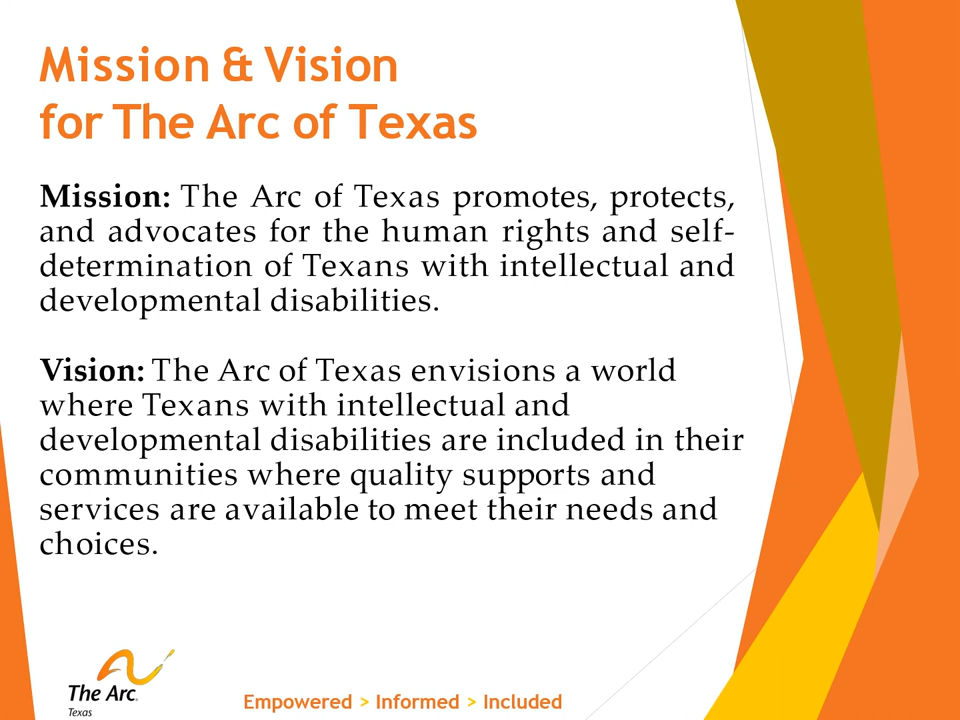 Mission & Vision
for The Arc of Texas
Mission: The Arc of Texas promotes, protects,
and advocates for the human rights and self-
determination of Texans with intellectual and
developmental disabilities.
Vision: The Arc of Texas envisions a world
where Texans with intellectual and
developmental disabilities are included in their
communities where quality supports and
services are available to meet their needs and
choices.
The Arc.
Texas
Empowered > Informed > Included